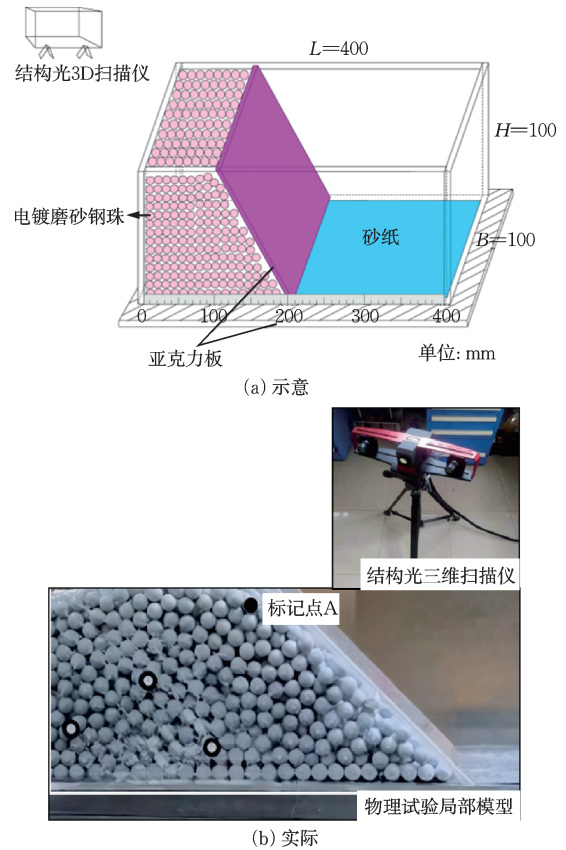 L=400
结构光3D扫描仪
H=100
电镀磨砂钢珠
砂纸
B=100
0 100 200 300 400
亚克力板
单位: mm
(a) 示意
结构光三维扫描仪
标记点A
物理试验局部模型
(b) 实际